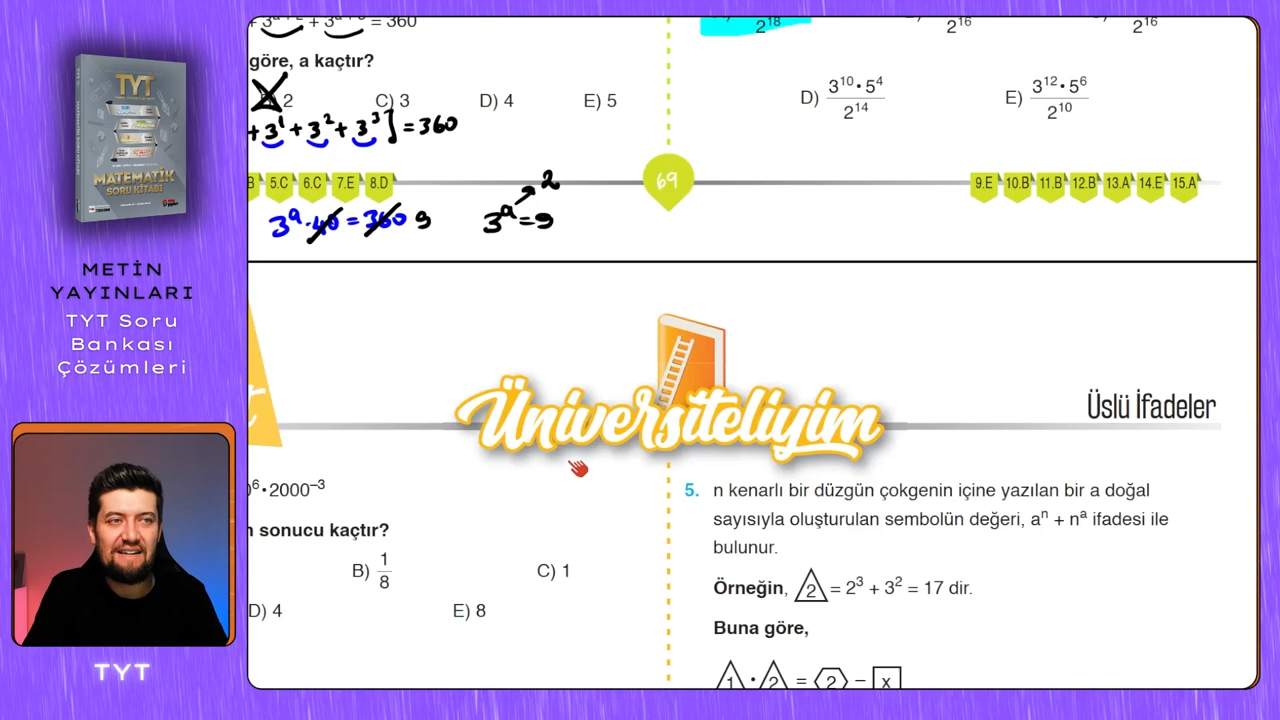 TYT
MATEMATİK
SORU KİTABI
METİN
YAYINLARI
TYT Soru
Bankası
Çözümleri
TYT
= 360
göre, a kaçtır?
2 C) 3 D) 4 E) 5
+ 3¹ + 3² + 3³ ] = 360
B 5.C 6.C 7.E 8.D
3ᵃ · 40 = 360 9
3ᵃ = 9
2
2¹⁸
2¹⁶
2¹⁶
D) 3¹⁰ • 5⁴ / 2¹⁴ E) 3¹² • 5⁶ / 2¹⁰
69
9.E 10.B 11.B 12.B 13.A 14.E 15.A
Üniversiteliyim
Üslü İfadeler
⁶ • 2000⁻³
n sonucu kaçtır?
B) 1/8 C) 1
D) 4 E) 8
5. n kenarlı bir düzgün çokgenin içine yazılan bir a doğal
sayısıyla oluşturulan sembolün değeri, aⁿ + nᵃ ifadesi ile
bulunur.
Örneğin, 2 = 2³ + 3² = 17 dir.
Buna göre,
1 • 2 = 2 − x